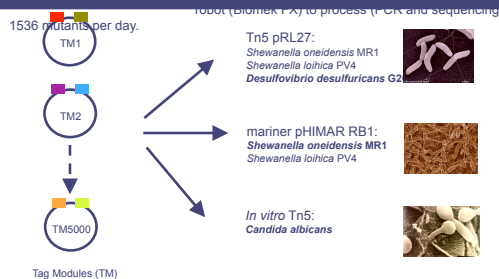 robot (Biomek FX) to process (PCR and sequencing
1536 mutants per day.
TM1
TM2
TM5000
Tag Modules (TM)
Tn5 pRL27:
Shewanella oneidensis MR1
Shewanella loihica PV4
Desulfovibrio desulfuricans G20
mariner pHIMAR RB1:
Shewanella oneidensis MR1
Shewanella loihica PV4
In vitro Tn5:
Candida albicans